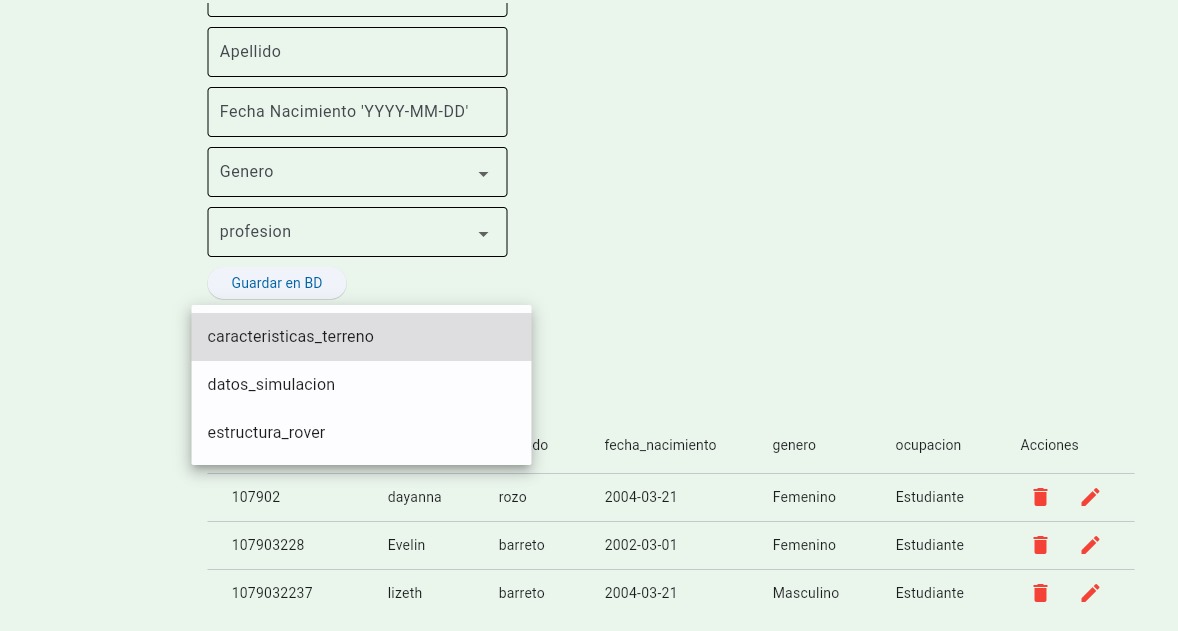 Apellido
Fecha Nacimiento 'YYYY-MM-DD'
Genero
profesion
Guardar en BD
caracteristicas_terreno
datos_simulacion
estructura_rover
do fecha_nacimiento genero ocupacion Acciones
107902 dayanna rozo 2004-03-21 Femenino Estudiante
107903228 Evelin barreto 2002-03-01 Femenino Estudiante
1079032237 lizeth barreto 2004-03-21 Masculino Estudiante